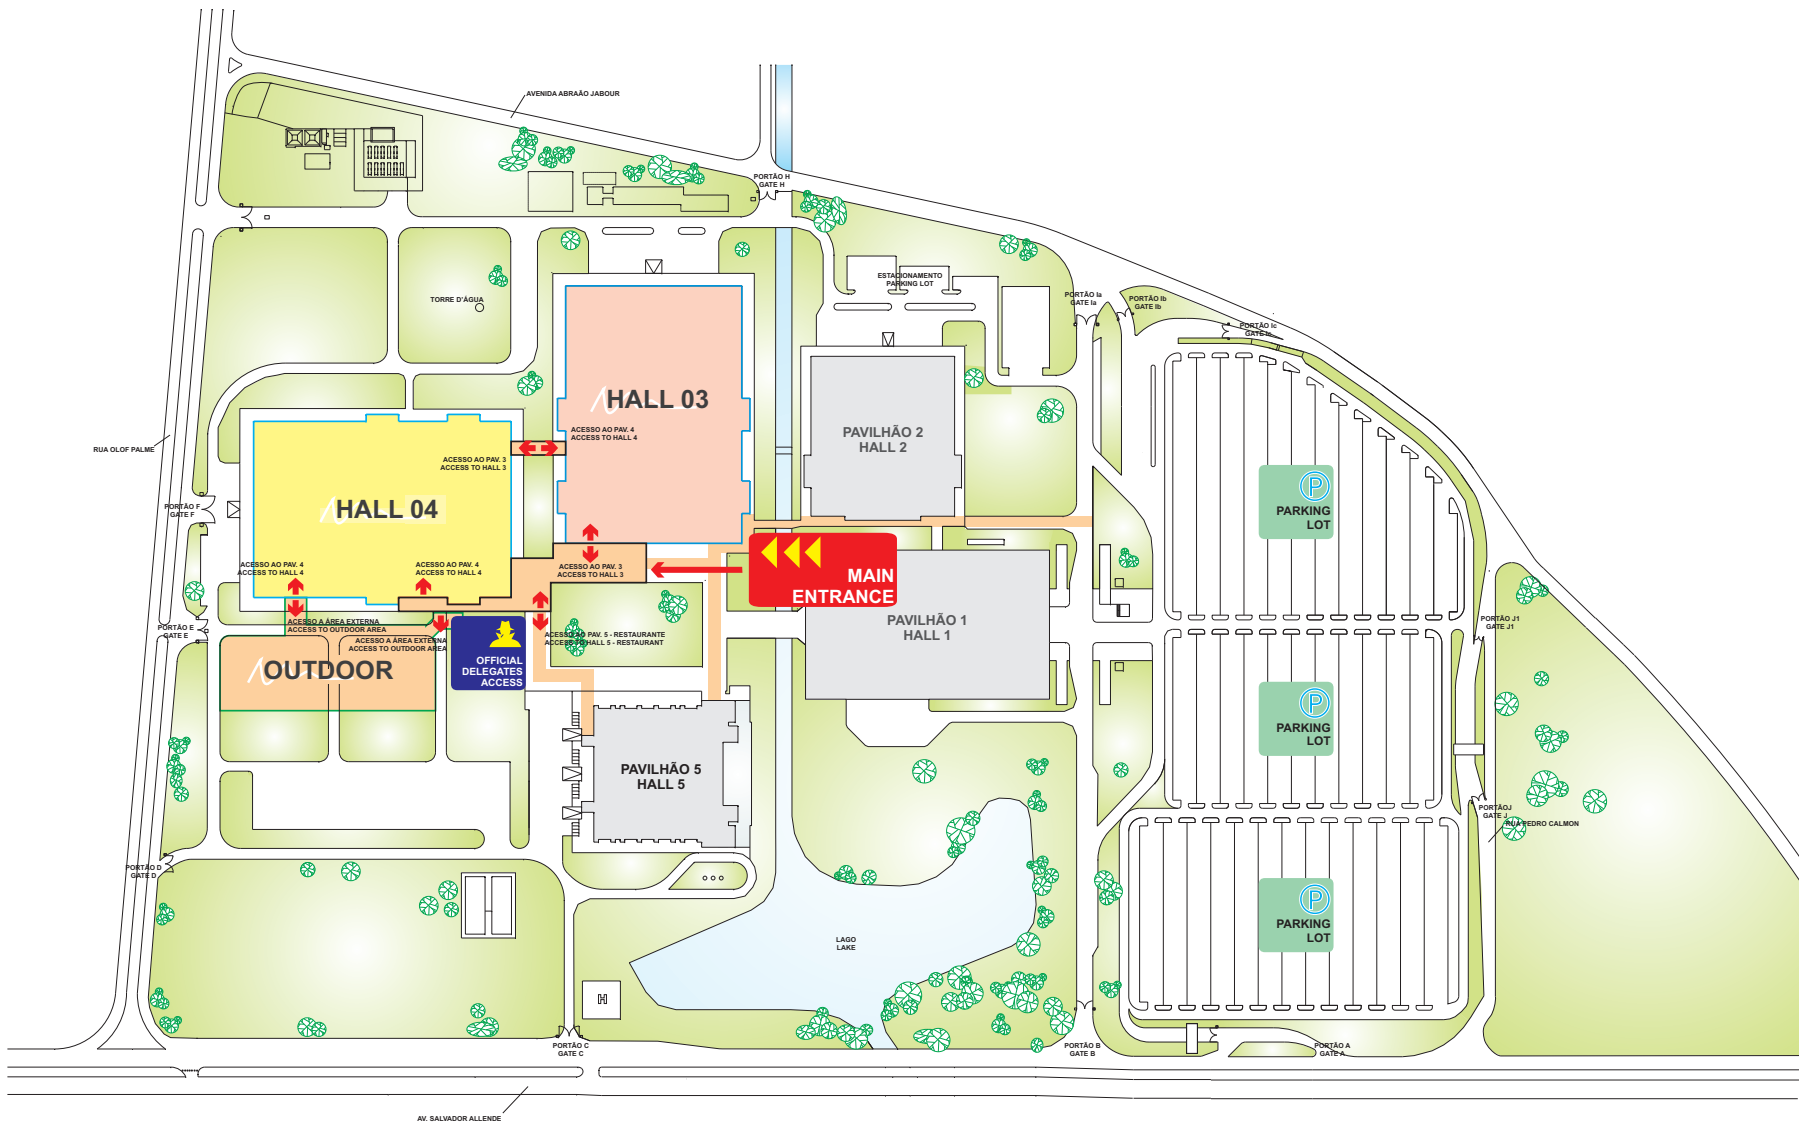 AVENIDA ABRAÃO JABOUR
PORTÃO H
GATE H
ESTACIONAMENTO
PARKING LOT
TORRE D'ÁGUA
PORTÃO Ia
GATE Ia
PORTÃO Ib
GATE Ib
PORTÃO Ic
GATE Ic
HALL 03
ACESSO AO PAV. 4
ACCESS TO HALL 4
PAVILHÃO 2
HALL 2
RUA OLOF PALME
ACESSO AO PAV. 3
ACCESS TO HALL 3
HALL 04
PORTÃO F
GATE F
P
PARKING
LOT
ACESSO AO PAV. 4
ACCESS TO HALL 4
ACESSO AO PAV. 4
ACCESS TO HALL 4
ACESSO AO PAV. 3
ACCESS TO HALL 3
MAIN
ENTRANCE
PORTÃO E
GATE E
ACESSO A ÁREA EXTERNA
ACCESS TO OUTDOOR AREA
ACESSO A ÁREA EXTERNA
ACCESS TO OUTDOOR AREA
ACESSO AO PAV. 5 - RESTAURANTE
ACCESS TO HALL 5 - RESTAURANT
PAVILHÃO 1
HALL 1
PORTÃO J1
GATE J1
OUTDOOR
OFFICIAL
DELEGATES
ACCESS
P
PARKING
LOT
PAVILHÃO 5
HALL 5
PORTÃOJ
GATE J
RUA PEDRO CALMON
PORTÃO D
GATE D
P
PARKING
LOT
LAGO
LAKE
H
PORTÃO C
GATE C
PORTÃO B
GATE B
PORTÃO A
GATE A
AV. SALVADOR ALLENDE